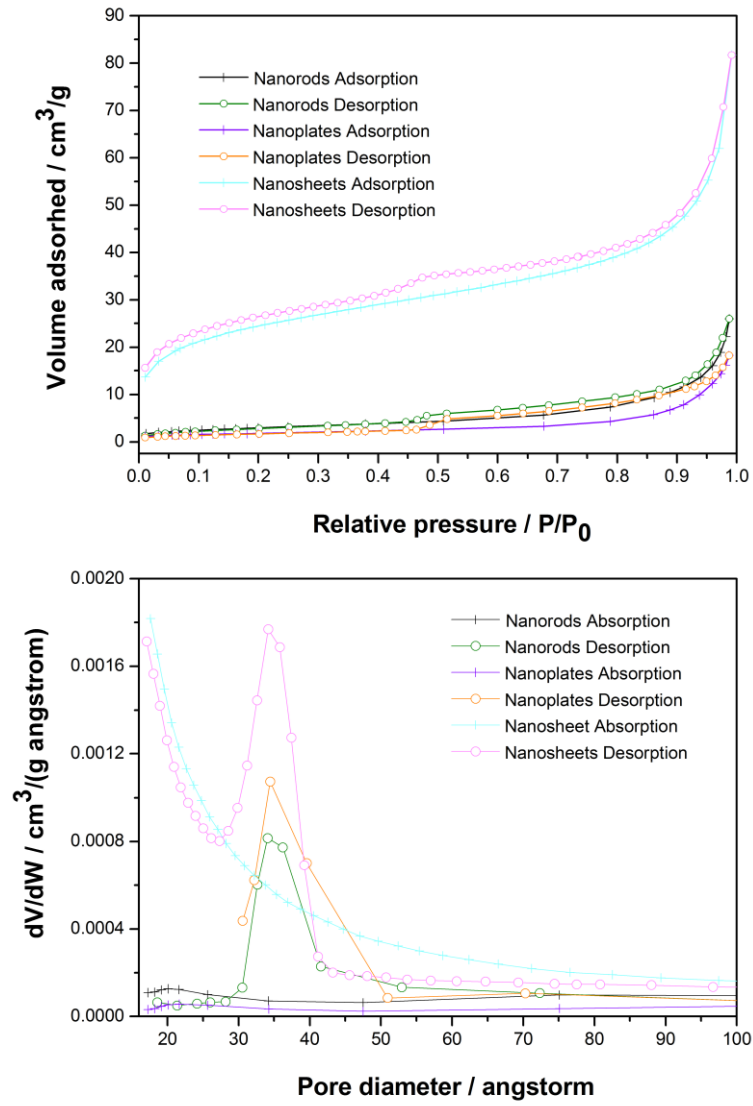 90
80
70
60
50
40
30
20
10
0
Volume adsorhed / cm³/g
Nanorods Adsorption
Nanorods Desorption
Nanoplates Adsorption
Nanoplates Desorption
Nanosheets Adsorption
Nanosheets Desorption
0.0 0.1 0.2 0.3 0.4 0.5 0.6 0.7 0.8 0.9 1.0
Relative pressure / P/P₀
0.0020
0.0016
0.0012
0.0008
0.0004
0.0000
dV/dW / cm³/(g angstrom)
Nanorods Absorption
Nanorods Desorption
Nanoplates Absorption
Nanoplates Desorption
Nanosheet Absorption
Nanosheets Desorption
20 30 40 50 60 70 80 90 100
Pore diameter / angstorm